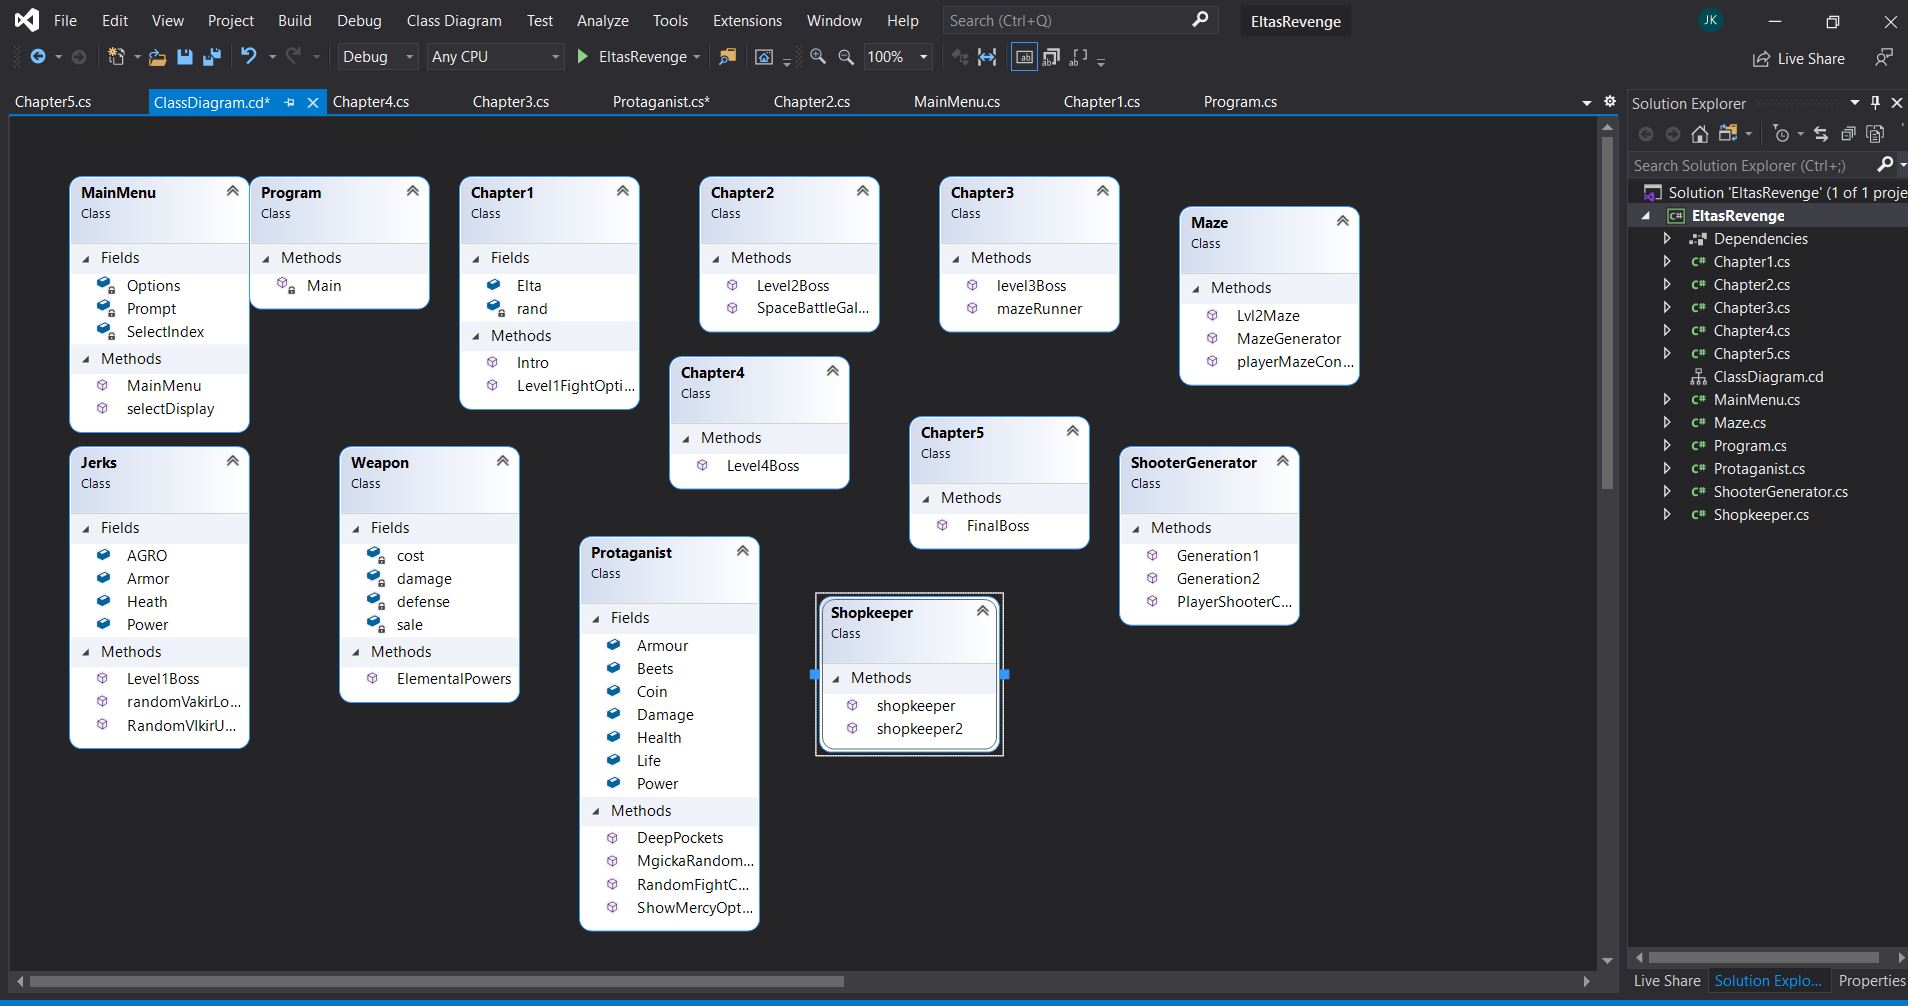 File Edit View Project Build Debug Class Diagram Test Analyze Tools Extensions Window Help Search (Ctrl+Q) EltasRevenge JK
Debug Any CPU EltasRevenge 100% Live Share
Chapter5.cs ClassDiagram.cd* Chapter4.cs Chapter3.cs Protaganist.cs* Chapter2.cs MainMenu.cs Chapter1.cs Program.cs
MainMenu
Class
Fields
Options
Prompt
SelectIndex
Methods
MainMenu
selectDisplay
Program
Class
Methods
Main
Chapter1
Class
Fields
Elta
rand
Methods
Intro
Level1FightOpti...
Chapter2
Class
Methods
Level2Boss
SpaceBattleGal...
Chapter3
Class
Methods
level3Boss
mazeRunner
Maze
Class
Methods
Lvl2Maze
MazeGenerator
playerMazeCon...
Chapter4
Class
Methods
Level4Boss
Chapter5
Class
Methods
FinalBoss
Jerks
Class
Fields
AGRO
Armor
Heath
Power
Methods
Level1Boss
randomVakirLo...
RandomVlkirU...
Weapon
Class
Fields
cost
damage
defense
sale
Methods
ElementalPowers
ShooterGenerator
Class
Methods
Generation1
Generation2
PlayerShooterC...
Protaganist
Class
Fields
Armour
Beets
Coin
Damage
Health
Life
Power
Methods
DeepPockets
MgickaRandom...
RandomFightC...
ShowMercyOpt...
Shopkeeper
Class
Methods
shopkeeper
shopkeeper2
Solution Explorer
Search Solution Explorer (Ctrl+;)
Solution 'EltasRevenge' (1 of 1 proje
C# EltasRevenge
Dependencies
C# Chapter1.cs
C# Chapter2.cs
C# Chapter3.cs
C# Chapter4.cs
C# Chapter5.cs
ClassDiagram.cd
C# MainMenu.cs
C# Maze.cs
C# Program.cs
C# Protaganist.cs
C# ShooterGenerator.cs
C# Shopkeeper.cs
Live Share Solution Explo... Properties